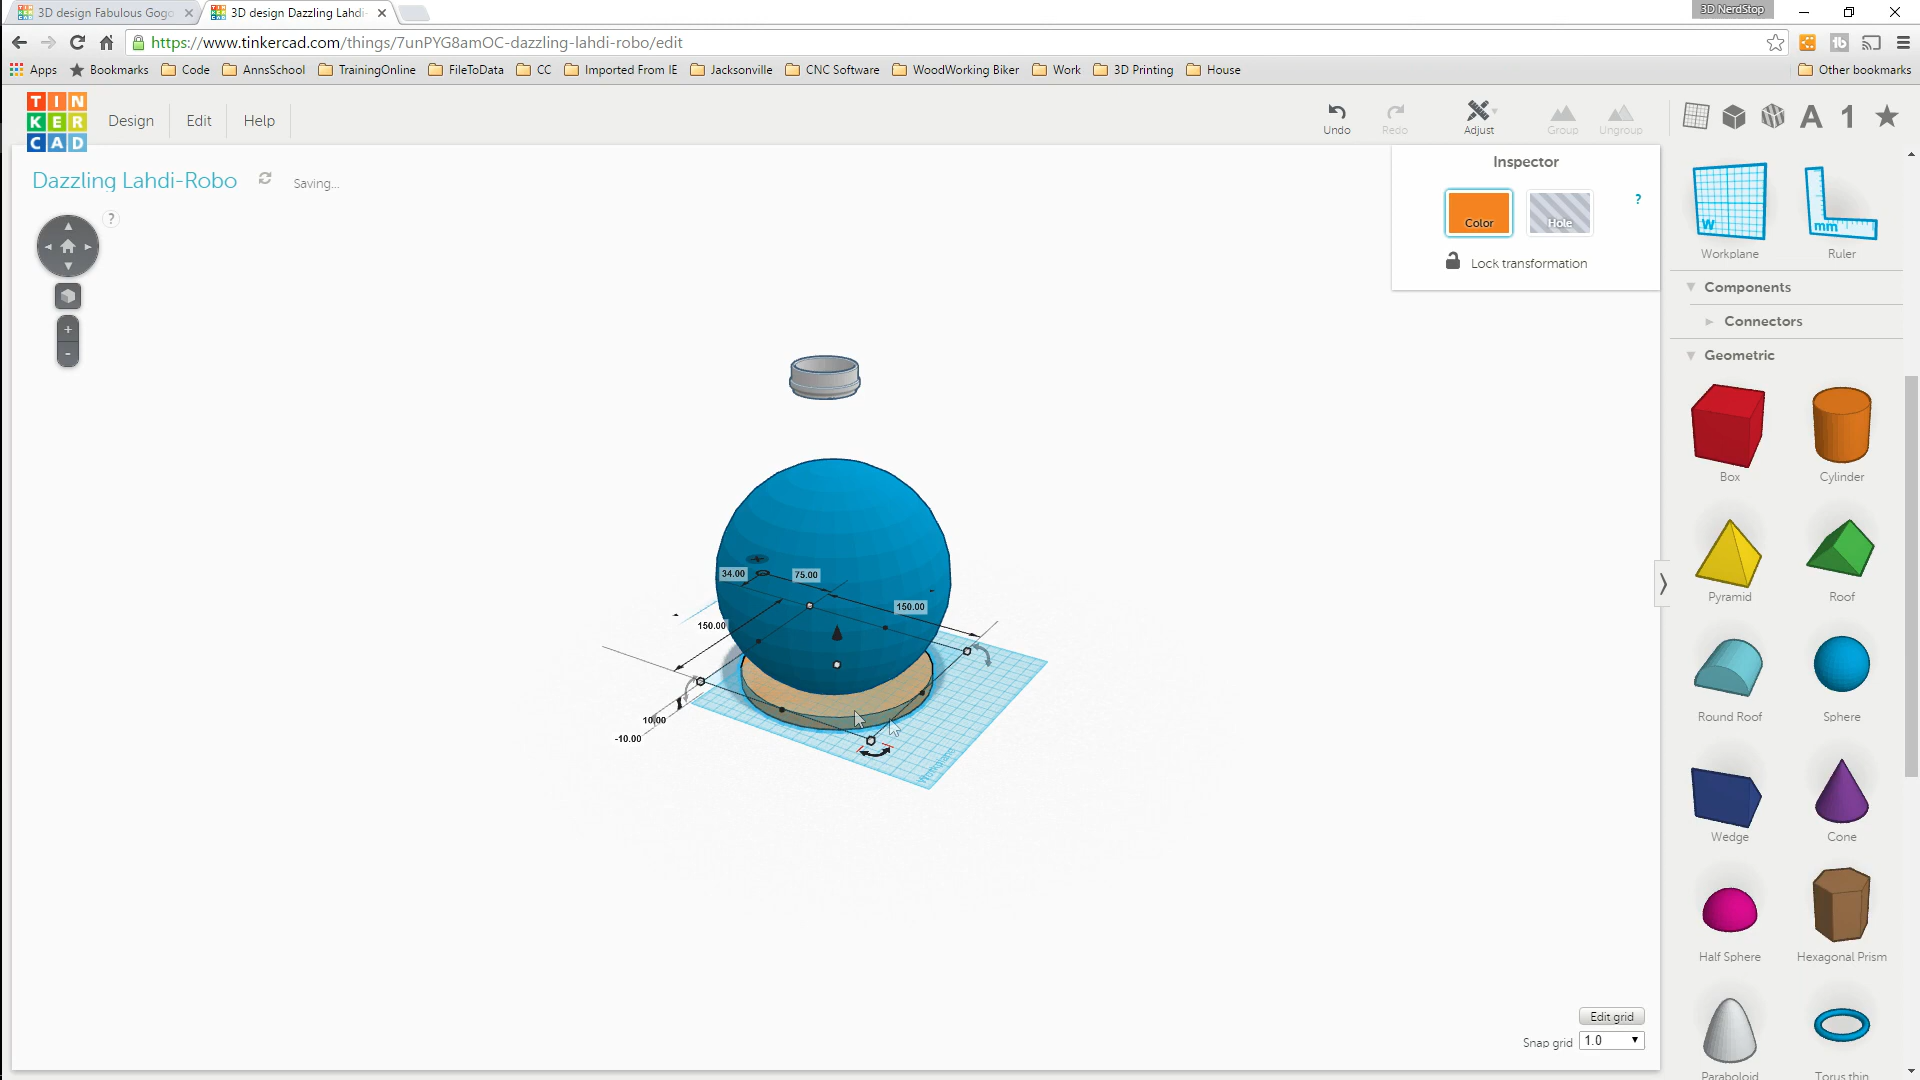 3D design Fabulous Gogo
3D design Dazzling Lahdi-
3D NerdStop
https://www.tinkercad.com/things/7unPYG8amOC-dazzling-lahdi-robo/edit
Apps
Bookmarks
Code
AnnsSchool
TrainingOnline
FileToData
CC
Imported From IE
Jacksonville
CNC Software
WoodWorking Biker
Work
3D Printing
House
Other bookmarks
TIN
KER
CAD
Design
Edit
Help
Undo
Redo
Adjust
Group
Ungroup
A
1
Dazzling Lahdi-Robo
Saving...
?
Inspector
Color
Hole
?
Lock transformation
W
Workplane
mm
Ruler
Components
Connectors
Geometric
Box
Cylinder
Pyramid
Roof
Round Roof
Sphere
Wedge
Cone
Half Sphere
Hexagonal Prism
Paraboloid
Torus thin
+
-
34.00
75.00
150.00
150.00
10.00
-10.00
Workplane
Edit grid
Snap grid
1.0